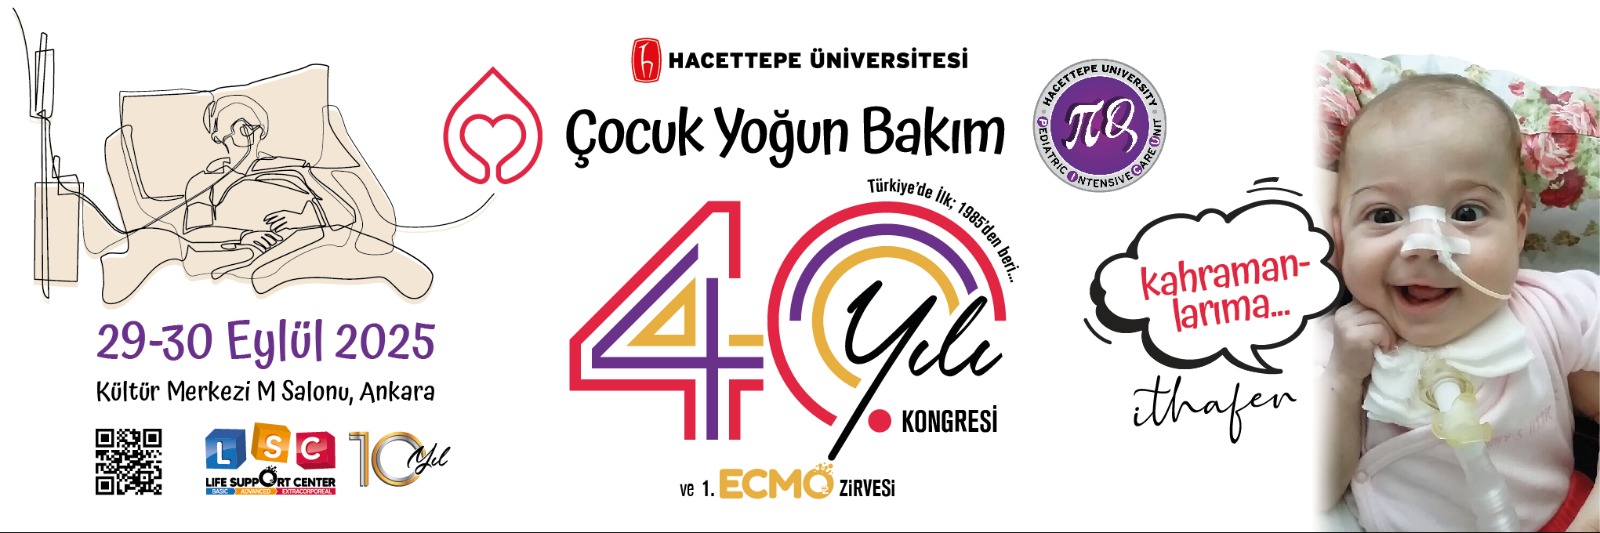 HACETTEPE ÜNİVERSİTESİ
Çocuk Yoğun Bakım
HACETTEPE UNIVERSITY
PEDIATRIC INTENSIVE CARE UNIT
Türkiye'de İlk; 1985'den beri...
40. Yılı
KONGRESİ
ve 1. ECMO ZİRVESİ
29-30 Eylül 2025
Kültür Merkezi M Salonu, Ankara
LSC
LIFE SUPPORT CENTER
BASIC ADVANCED EXTRACORPOREAL
10 Yıl
kahraman-
larıma...
ithafen